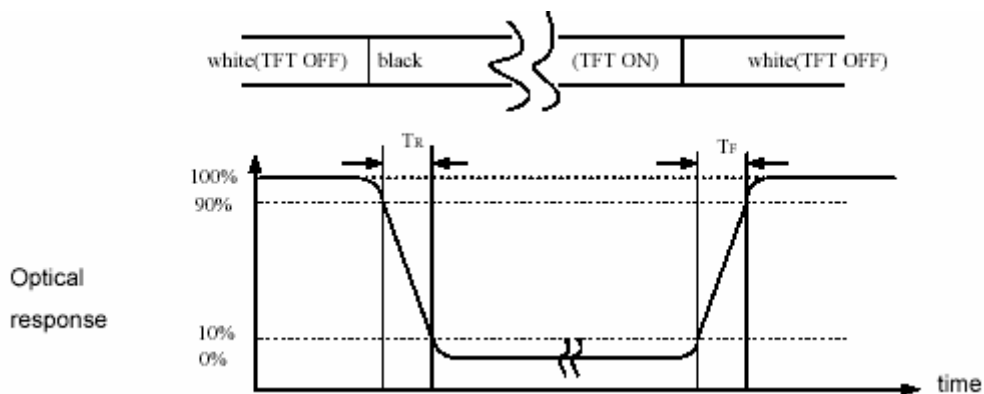 white(TFT OFF) black (TFT ON) white(TFT OFF)
TR TF
100%
90%
Optical
response
10%
0%
time